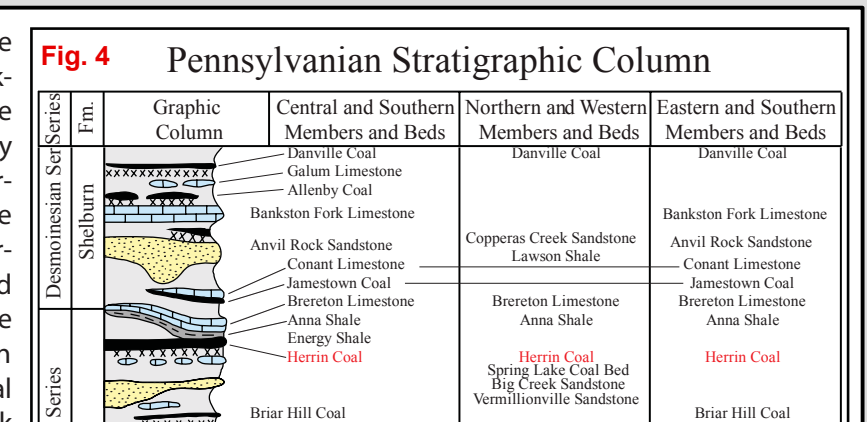 Fig. 4
Pennsylvanian Stratigraphic Column
Series
Fm.
Graphic
Column
Central and Southern
Members and Beds
Northern and Western
Members and Beds
Eastern and Southern
Members and Beds
Desmoinesian Ser
Shelburn
Danville Coal
Galum Limestone
Allenby Coal
Bankston Fork Limestone
Anvil Rock Sandstone
Conant Limestone
Jamestown Coal
Brereton Limestone
Anna Shale
Energy Shale
Herrin Coal
Briar Hill Coal
Danville Coal
Copperas Creek Sandstone
Lawson Shale
Brereton Limestone
Anna Shale
Herrin Coal
Spring Lake Coal Bed
Big Creek Sandstone
Vermillionville Sandstone
Danville Coal
Bankston Fork Limestone
Anvil Rock Sandstone
Conant Limestone
Jamestown Coal
Brereton Limestone
Anna Shale
Herrin Coal
Briar Hill Coal
Series